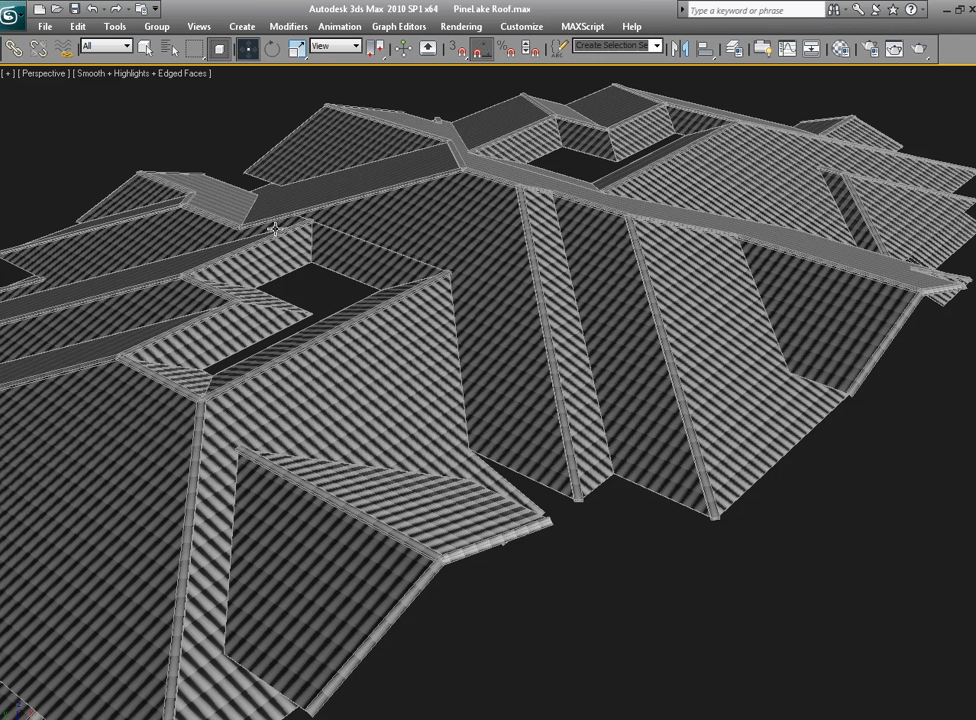 Autodesk 3ds Max 2010 SP1 x64 PineLake Roof.max
Type a keyword or phrase
File Edit Tools Group Views Create Modifiers Animation Graph Editors Rendering Customize MAXScript Help
All View 3 Create Selection Se
[ + ] [ Perspective ] [ Smooth + Highlights + Edged Faces ]